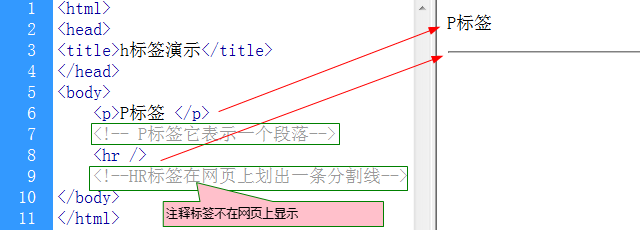 1 <html>
2 <head>
3 <title>h标签演示</title>
4 </head>
5 <body>
6 <p>P标签 </p>
7 <!-- P标签它表示一个段落-->
8 <hr />
9 <!--HR标签在网页上划出一条分割线-->
10 </body>
注释标签不在网页上显示
11 </html>
P标签